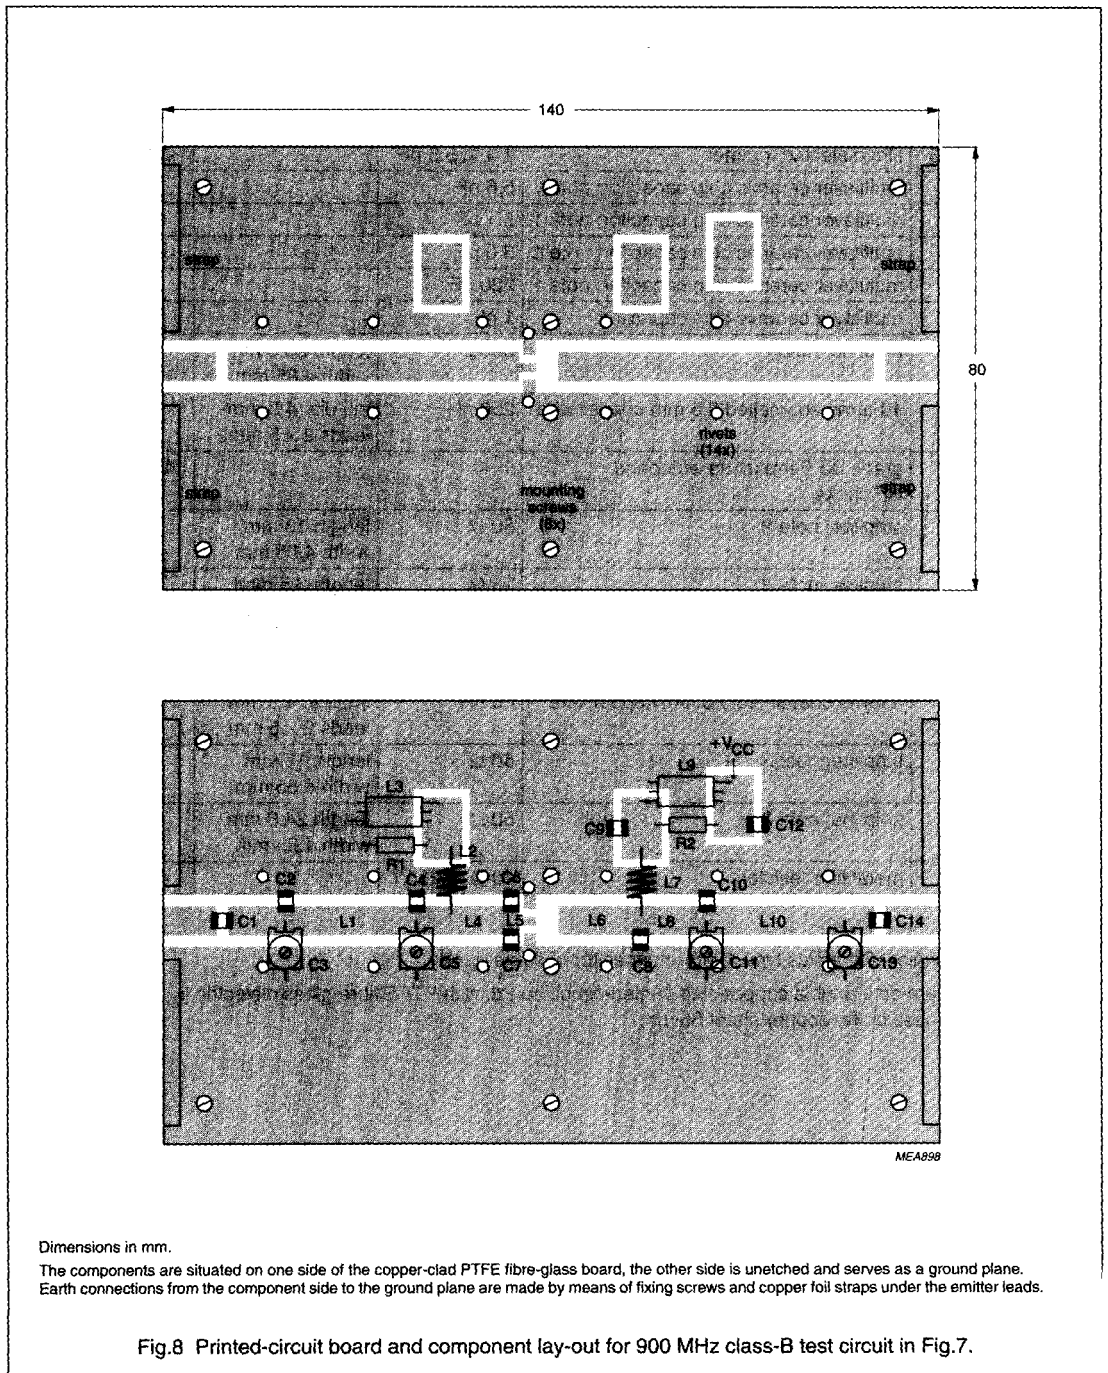 140
80
strap
strap
rivets
(14x)
strap
mounting
screws
(8x)
strap
+VCC
L3
L9
C9
R2
C12
R1
L2
C2
C4
C6
L7
C10
C1
L1
L4
L5
L6
L8
L10
C14
C3
C5
C7
C8
C11
C13
MEA898
Dimensions in mm.
The components are situated on one side of the copper-clad PTFE fibre-glass board, the other side is unetched and serves as a ground plane.
Earth connections from the component side to the ground plane are made by means of fixing screws and copper foil straps under the emitter leads.
Fig.8 Printed-circuit board and component lay-out for 900 MHz class-B test circuit in Fig.7.